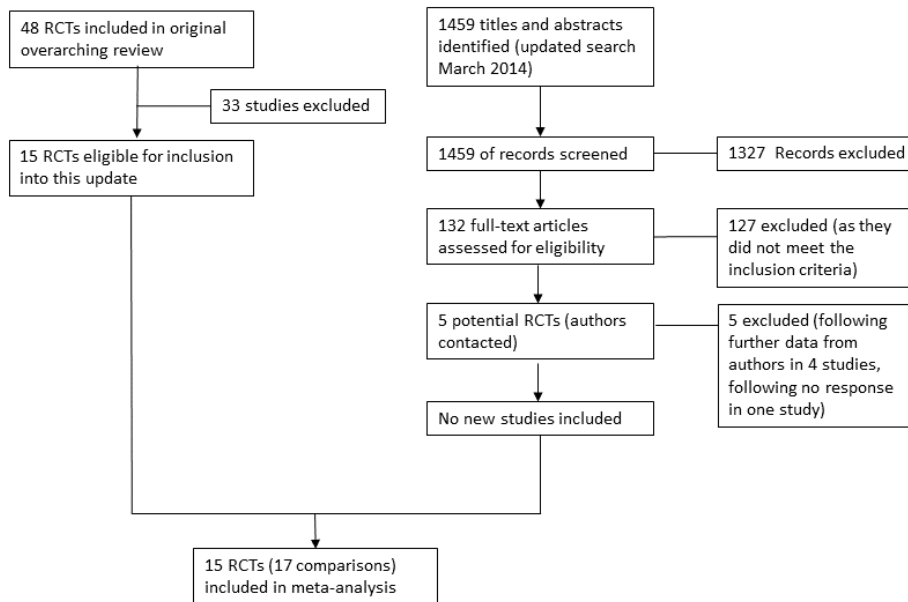 48 RCTs included in original
overarching review
33 studies excluded
15 RCTs eligible for inclusion
into this update
1459 titles and abstracts
identified (updated search
March 2014)
1459 of records screened
1327 Records excluded
132 full-text articles
assessed for eligibility
127 excluded (as they
did not meet the
inclusion criteria)
5 potential RCTs (authors
contacted)
5 excluded (following
further data from
authors in 4 studies,
following no response
in one study)
No new studies included
15 RCTs (17 comparisons)
included in meta-analysis